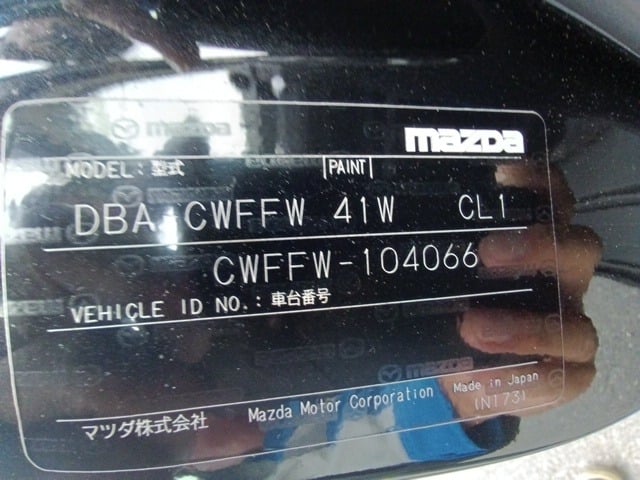 mazda
MODEL : 型式 |PAINT|
DBA-CWFFW 41W CL1
CWFFW-104066
VEHICLE ID NO.: 車台番号
マツダ株式会社 Mazda Motor Corporation Made in Japan
(N173)